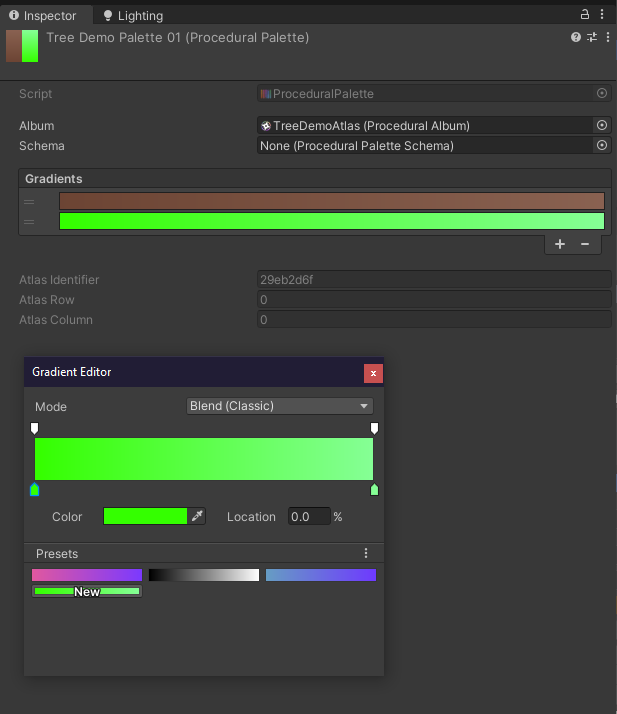 Inspector
Lighting
Tree Demo Palette 01 (Procedural Palette)
Script
ProceduralPalette
Album
TreeDemoAtlas (Procedural Album)
Schema
None (Procedural Palette Schema)
Gradients
Atlas Identifier
29eb2d6f
Atlas Row
0
Atlas Column
0
Gradient Editor
x
Mode
Blend (Classic)
Color
Location
0.0
%
Presets
New